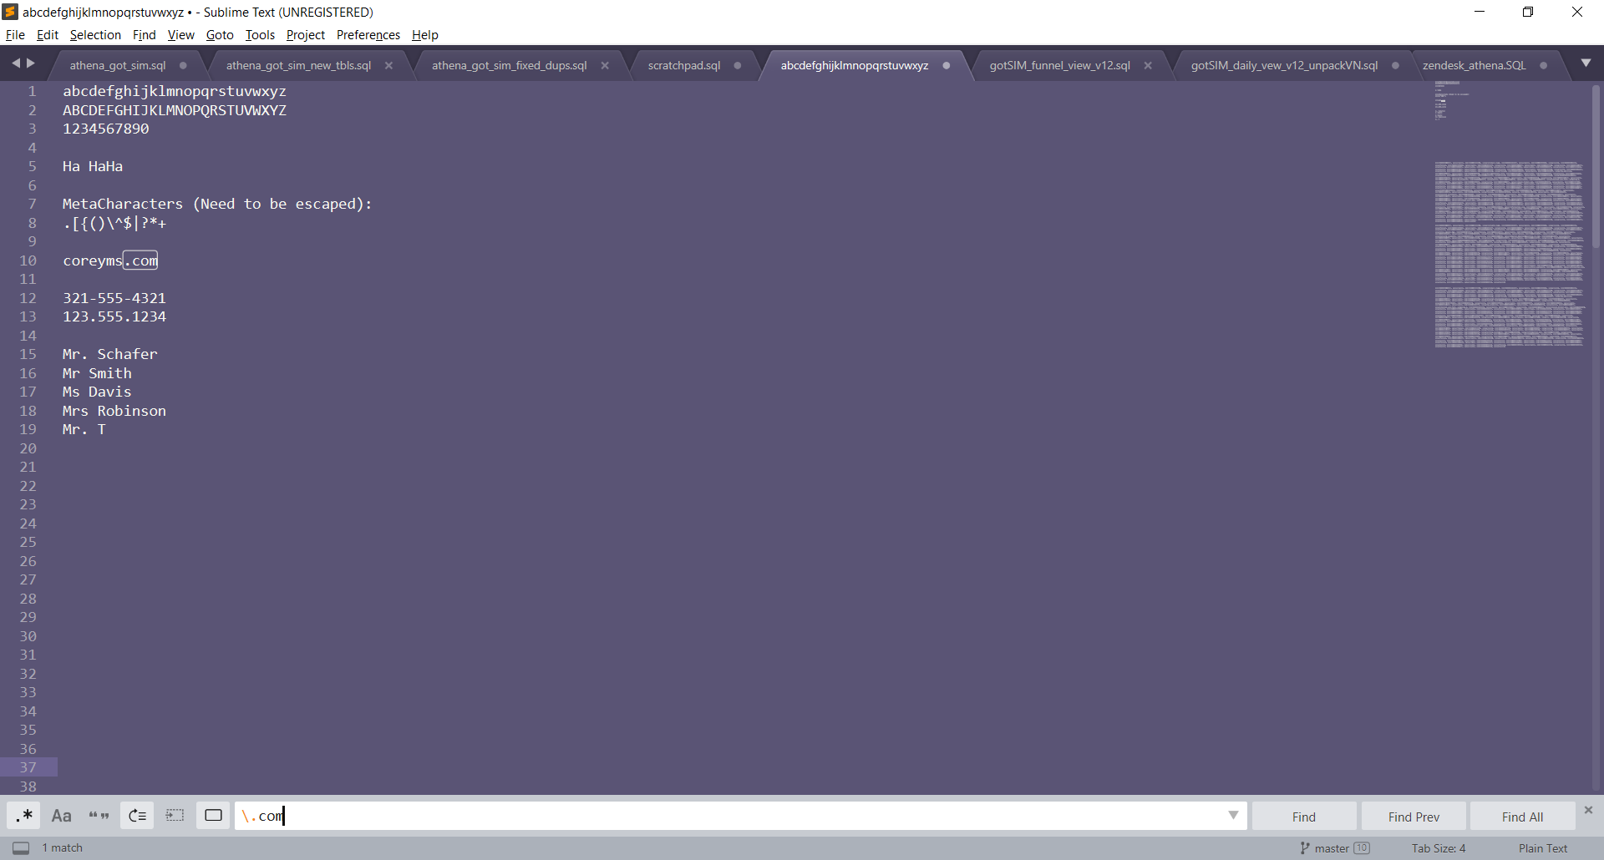 abcdefghijklmnopqrstuvwxyz • - Sublime Text (UNREGISTERED)
File Edit Selection Find View Goto Tools Project Preferences Help
athena_got_sim.sql athena_got_sim_new_tbls.sql athena_got_sim_fixed_dups.sql scratchpad.sql abcdefghijklmnopqrstuvwxyz gotSIM_funnel_view_v12.sql gotSIM_daily_vew_v12_unpackVN.sql zendesk_athena.SQL
1 abcdefghijklmnopqrstuvwxyz
2 ABCDEFGHIJKLMNOPQRSTUVWXYZ
3 1234567890
4
5 Ha HaHa
6
7 MetaCharacters (Need to be escaped):
8 .[{()\^$|?*+
9
10 coreyms.com
11
12 321-555-4321
13 123.555.1234
14
15 Mr. Schafer
16 Mr Smith
17 Ms Davis
18 Mrs Robinson
19 Mr. T
20
21
22
23
24
25
26
27
28
29
30
31
32
33
34
35
36
37
38
.* Aa “” \.com Find Find Prev Find All
1 match master 10 Tab Size: 4 Plain Text